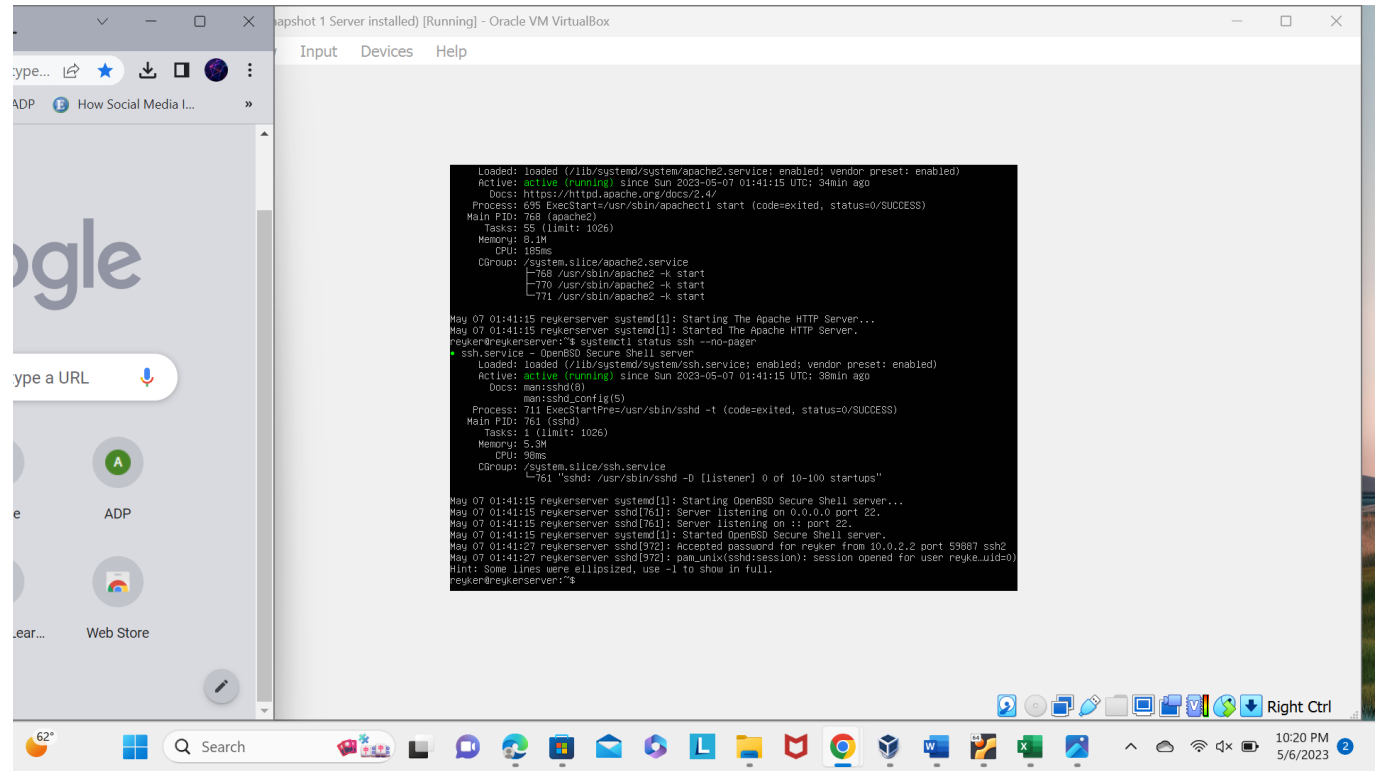 apshot 1 Server installed) [Running] - Oracle VM VirtualBox
Input Devices Help
ype...
ADP How Social Media I... »
ogle
ype a URL
A
e ADP
Lear... Web Store
Loaded: loaded (/lib/systemd/system/apache2.service; enabled; vendor preset: enabled)
Active: active (running) since Sun 2023-05-07 01:41:15 UTC; 34min ago
Docs: https://httpd.apache.org/docs/2.4/
Process: 695 ExecStart=/usr/sbin/apachectl start (code=exited, status=0/SUCCESS)
Main PID: 768 (apache2)
Tasks: 55 (limit: 1026)
Memory: 8.1M
CPU: 185ms
CGroup: /system.slice/apache2.service
├─768 /usr/sbin/apache2 -k start
├─770 /usr/sbin/apache2 -k start
└─771 /usr/sbin/apache2 -k start
May 07 01:41:15 reykerserver systemd[1]: Starting The Apache HTTP Server...
May 07 01:41:15 reykerserver systemd[1]: Started The Apache HTTP Server.
reyker@reykerserver:~$ systemctl status ssh --no-pager
● ssh.service - OpenBSD Secure Shell server
Loaded: loaded (/lib/systemd/system/ssh.service; enabled; vendor preset: enabled)
Active: active (running) since Sun 2023-05-07 01:41:15 UTC; 38min ago
Docs: man:sshd(8)
man:sshd_config(5)
Process: 711 ExecStartPre=/usr/sbin/sshd -t (code=exited, status=0/SUCCESS)
Main PID: 761 (sshd)
Tasks: 1 (limit: 1026)
Memory: 5.3M
CPU: 98ms
CGroup: /system.slice/ssh.service
└─761 "sshd: /usr/sbin/sshd -D [listener] 0 of 10-100 startups"
May 07 01:41:15 reykerserver systemd[1]: Starting OpenBSD Secure Shell server...
May 07 01:41:15 reykerserver sshd[761]: Server listening on 0.0.0.0 port 22.
May 07 01:41:15 reykerserver sshd[761]: Server listening on :: port 22.
May 07 01:41:15 reykerserver systemd[1]: Started OpenBSD Secure Shell server.
May 07 01:41:27 reykerserver sshd[972]: Accepted password for reyker from 10.0.2.2 port 59887 ssh2
May 07 01:41:27 reykerserver sshd[972]: pam_unix(sshd:session): session opened for user reyke…uid=0)
Hint: Some lines were ellipsized, use -l to show in full.
reyker@reykerserver:~$
Right Ctrl
62° Search 10:20 PM
5/6/2023 2